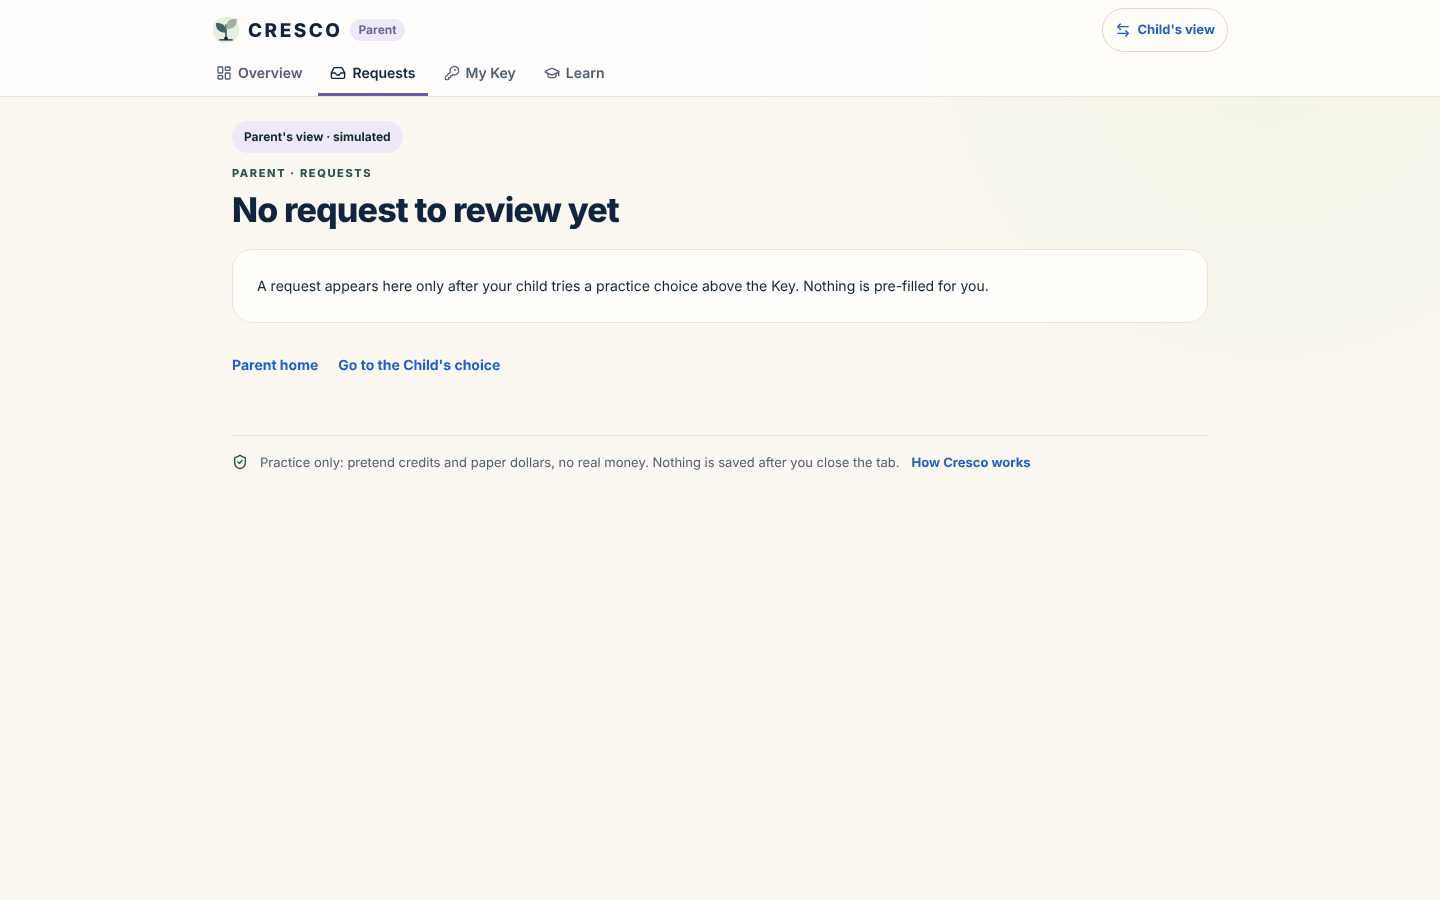 CRESCO Parent
Child's view
Overview Requests My Key Learn
Parent's view · simulated
PARENT · REQUESTS
No request to review yet
A request appears here only after your child tries a practice choice above the Key. Nothing is pre-filled for you.
Parent home Go to the Child's choice
Practice only: pretend credits and paper dollars, no real money. Nothing is saved after you close the tab. How Cresco works